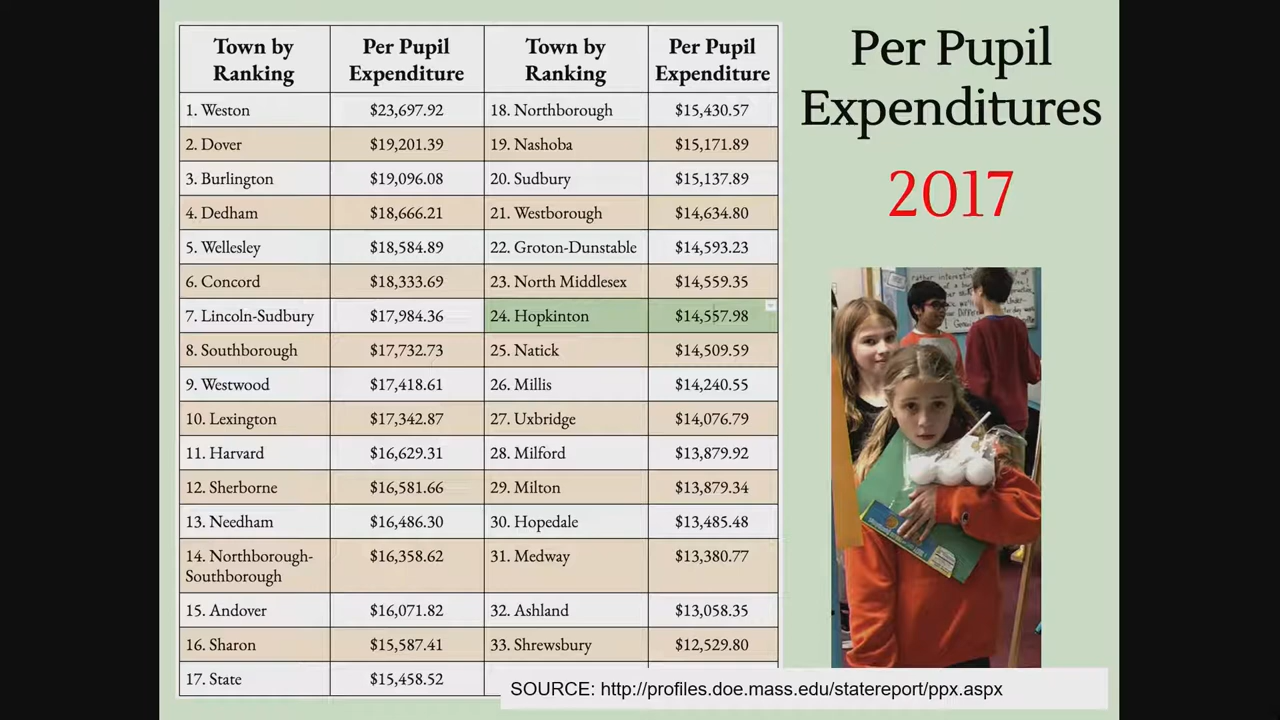 Per Pupil
Expenditures
2017
Town by Ranking | Per Pupil Expenditure | Town by Ranking | Per Pupil Expenditure
1. Weston | $23,697.92 | 18. Northborough | $15,430.57
2. Dover | $19,201.39 | 19. Nashoba | $15,171.89
3. Burlington | $19,096.08 | 20. Sudbury | $15,137.89
4. Dedham | $18,666.21 | 21. Westborough | $14,634.80
5. Wellesley | $18,584.89 | 22. Groton-Dunstable | $14,593.23
6. Concord | $18,333.69 | 23. North Middlesex | $14,559.35
7. Lincoln-Sudbury | $17,984.36 | 24. Hopkinton | $14,557.98
8. Southborough | $17,732.73 | 25. Natick | $14,509.59
9. Westwood | $17,418.61 | 26. Millis | $14,240.55
10. Lexington | $17,342.87 | 27. Uxbridge | $14,076.79
11. Harvard | $16,629.31 | 28. Milford | $13,879.92
12. Sherborne | $16,581.66 | 29. Milton | $13,879.34
13. Needham | $16,486.30 | 30. Hopedale | $13,485.48
14. Northborough-Southborough | $16,358.62 | 31. Medway | $13,380.77
15. Andover | $16,071.82 | 32. Ashland | $13,058.35
16. Sharon | $15,587.41 | 33. Shrewsbury | $12,529.80
17. State | $15,458.52
SOURCE: http://profiles.doe.mass.edu/statereport/ppx.aspx